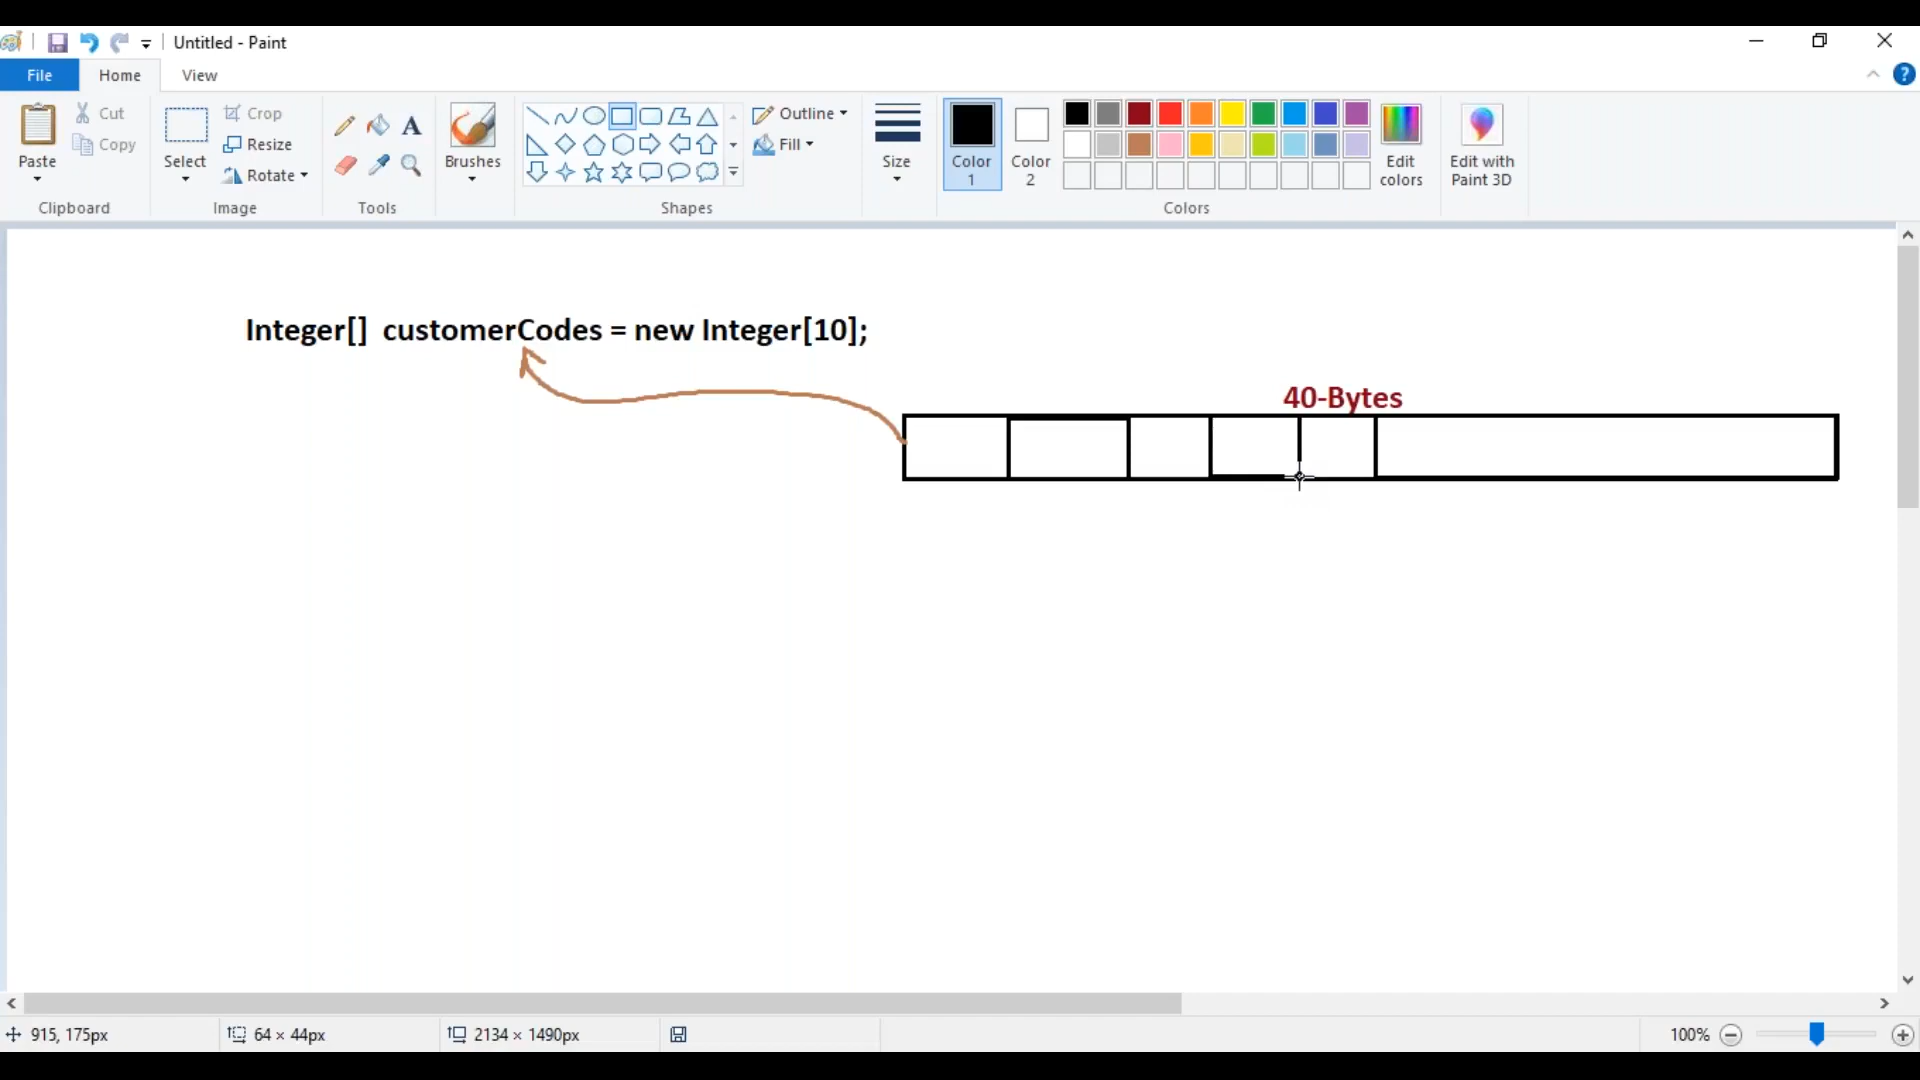 Untitled - Paint
File Home View
Cut
Copy
Paste
Clipboard
Crop
Resize
Rotate
Select
Image
Tools
Brushes
Shapes
Outline
Fill
Size
Color 1
Color 2
Edit colors
Colors
Edit with Paint 3D
Integer[] customerCodes = new Integer[10];
40-Bytes
915, 175px 64 × 44px 2134 × 1490px 100%